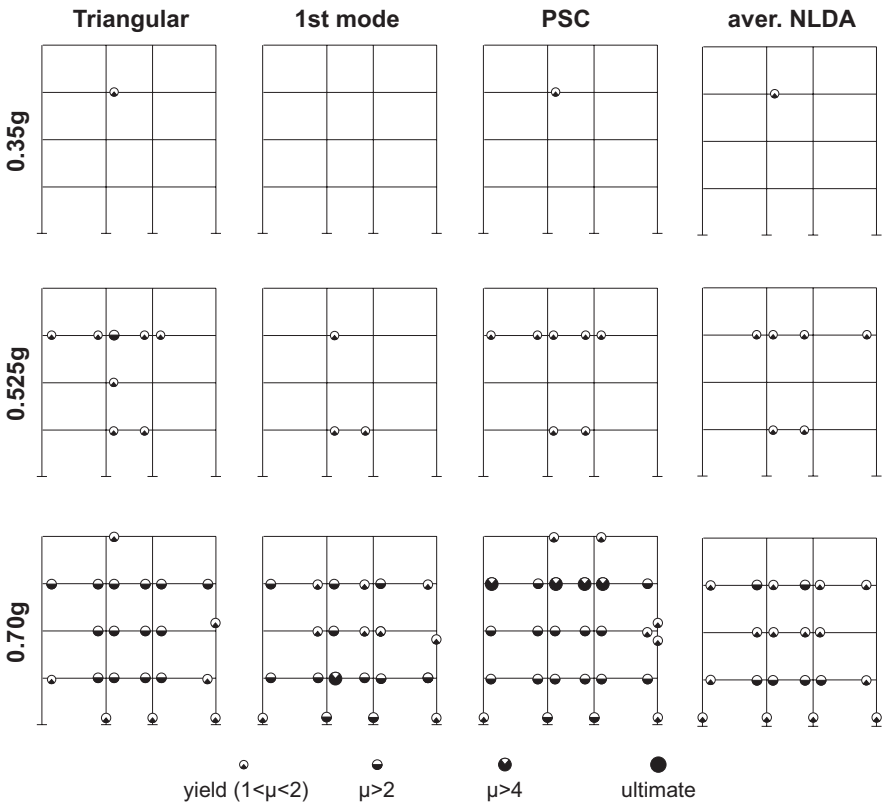 Triangular 1st mode PSC aver. NLDA
0.35g
0.525g
0.70g
yield (1<μ<2) μ>2 μ>4 ultimate